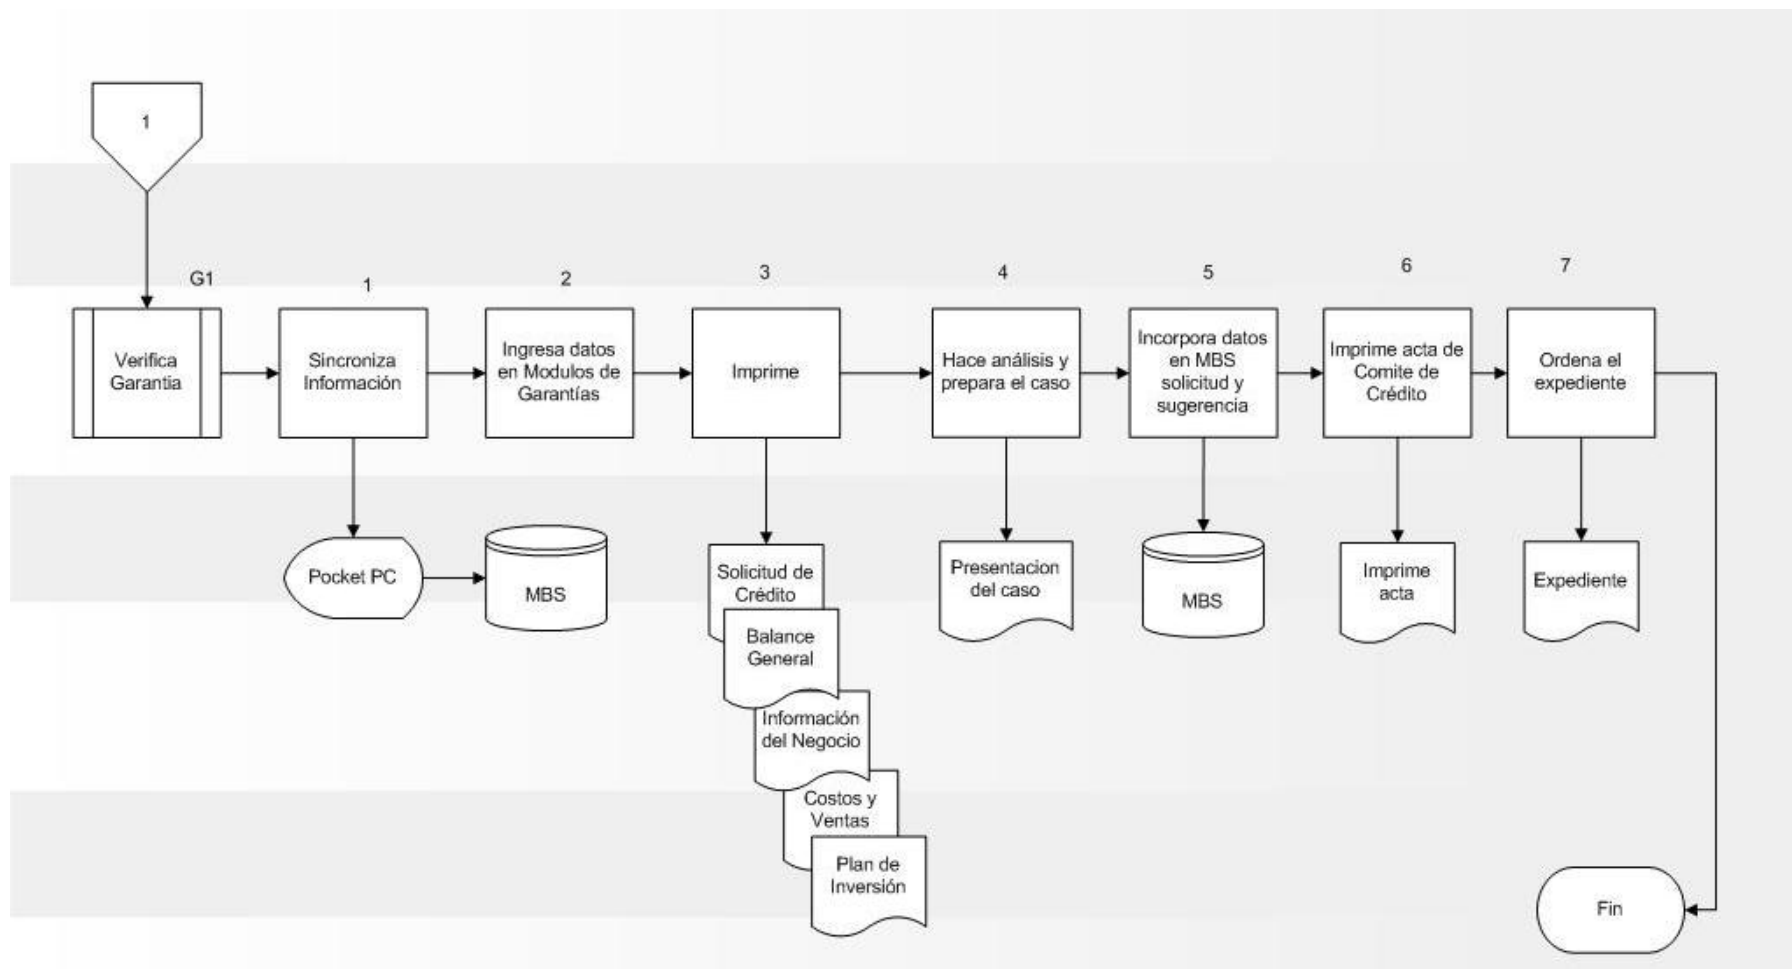 1
G1
1
2
3
4
5
6
7
Verifica
Garantia
Sincroniza
Información
Ingresa datos
en Modulos de
Garantías
Imprime
Hace análisis y
prepara el caso
Incorpora datos
en MBS
solicitud y
sugerencia
Imprime acta de
Comite de
Crédito
Ordena el
expediente
Pocket PC
MBS
Solicitud de
Crédito
Balance
General
Información
del Negocio
Costos y
Ventas
Plan de
Inversión
Presentacion
del caso
MBS
Imprime
acta
Expediente
Fin